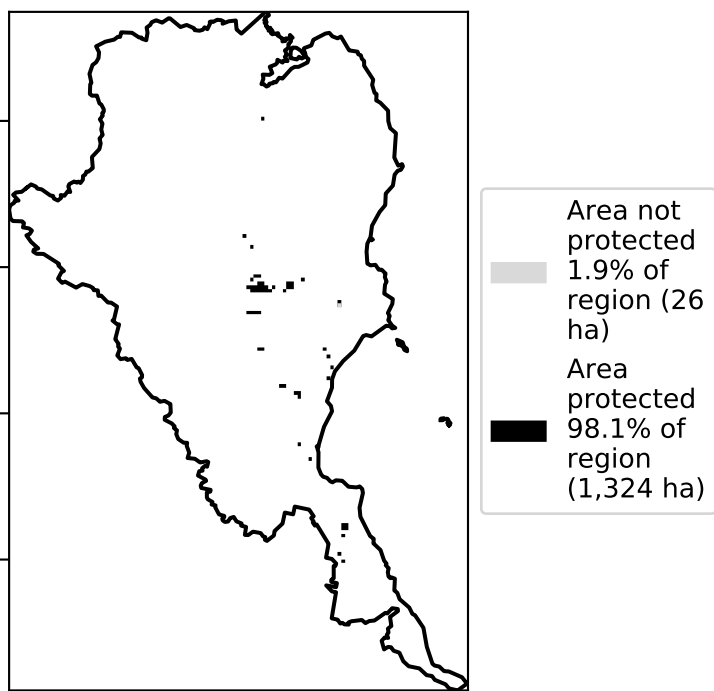 Area not
protected
1.9% of
region (26
ha)
Area
protected
98.1% of
region
(1,324 ha)